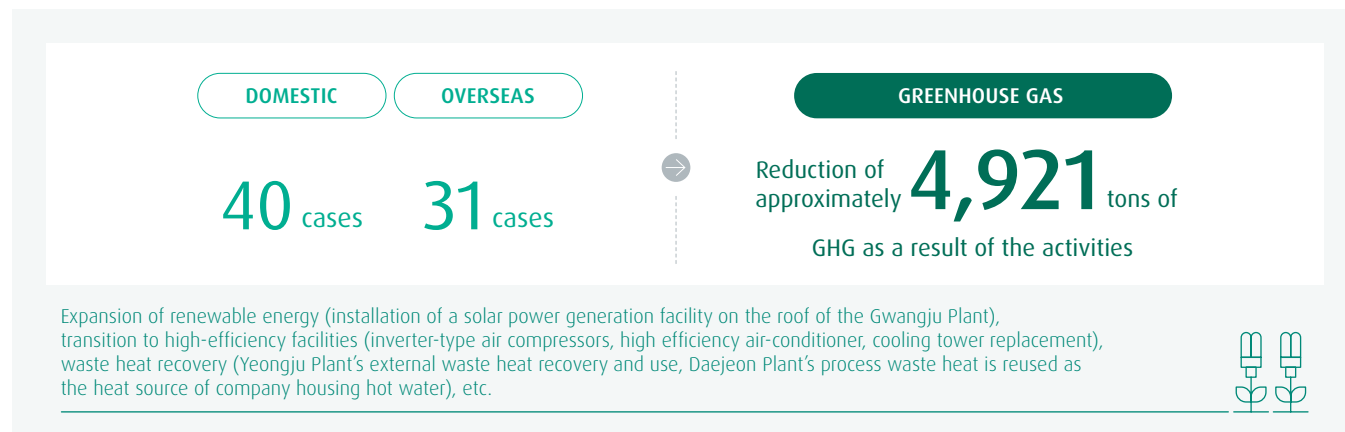 DOMESTIC
OVERSEAS
GREENHOUSE GAS
40 cases
31 cases
Reduction of
approximately 4,921 tons of
GHG as a result of the activities
Expansion of renewable energy (installation of a solar power generation facility on the roof of the Gwangju Plant),
transition to high-efficiency facilities (inverter-type air compressors, high efficiency air-conditioner, cooling tower replacement),
waste heat recovery (Yeongju Plant's external waste heat recovery and use, Daejeon Plant's process waste heat is reused as
the heat source of company housing hot water), etc.